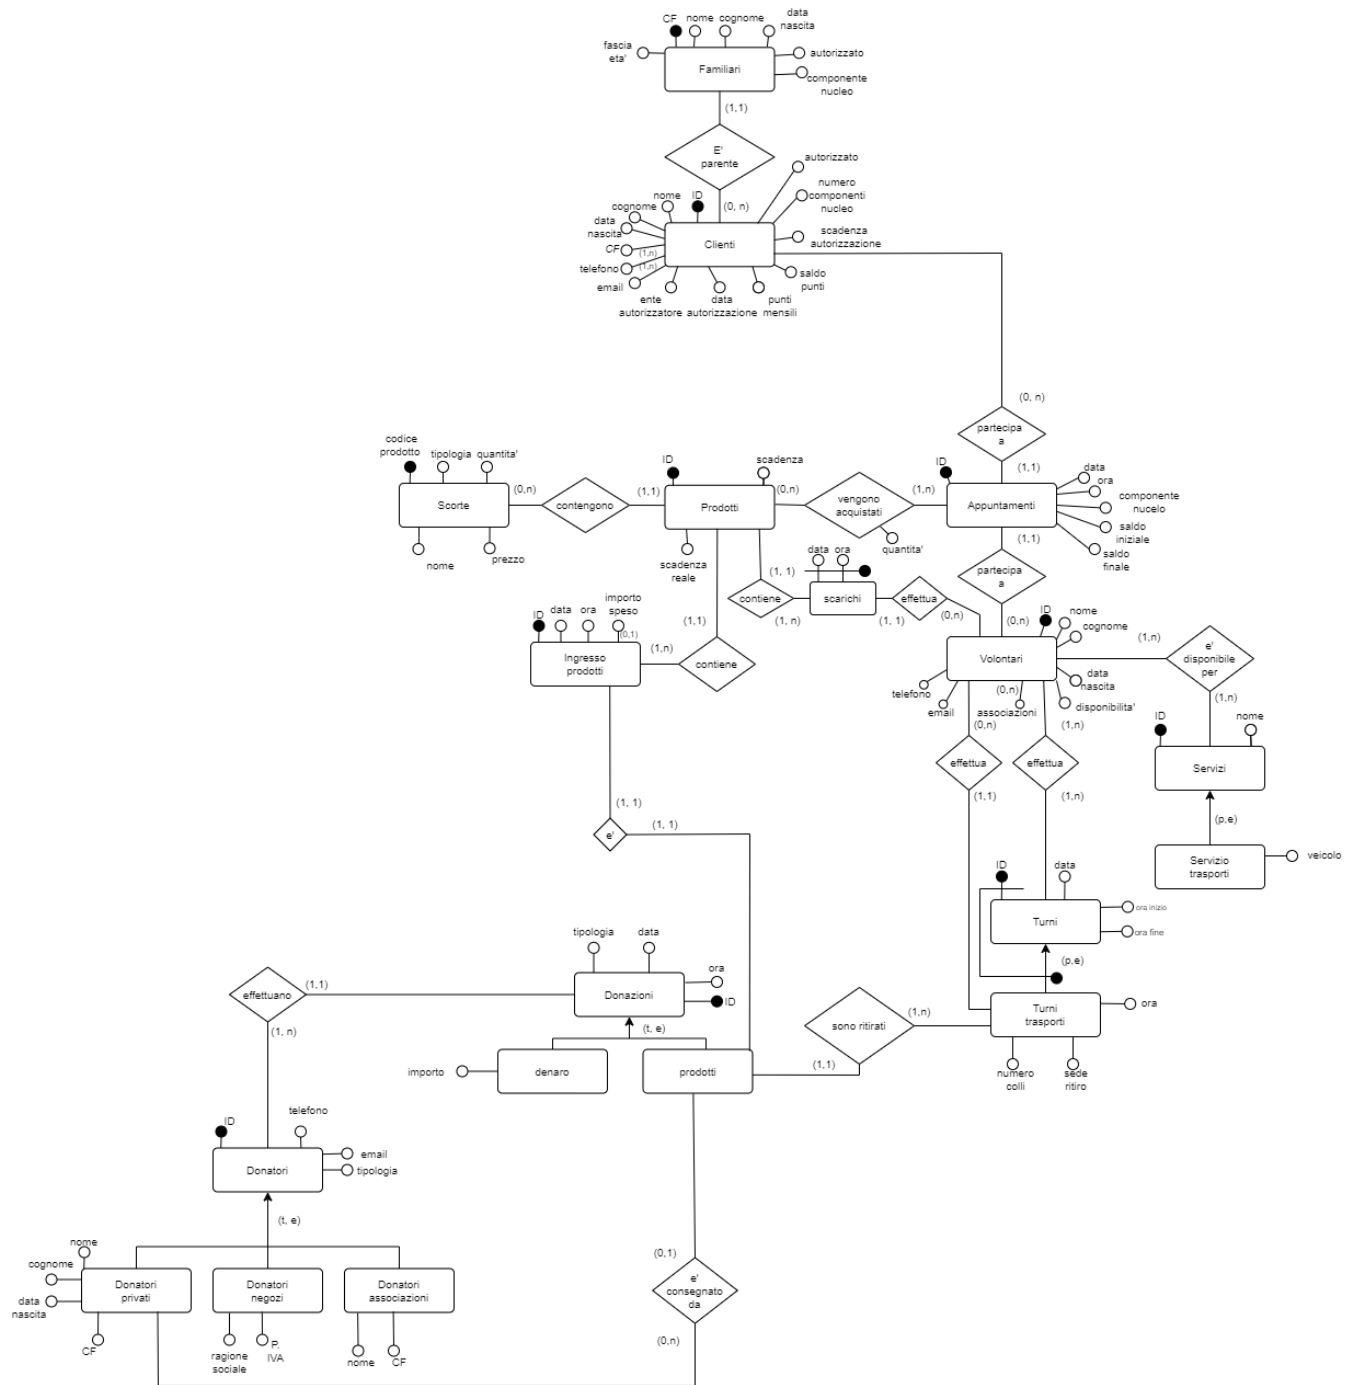 CF
nome
cognome
data
nascita
fascia
eta'
autorizzato
Familiari
componente
nucleo
(1,1)
E'
parente
autorizzato
numero
componenti
nucleo
nome
ID
cognome
(0, n)
data
nascita
Clienti
scadenza
autorizzazione
CF
(1,n)
telefono
(1,n)
email
saldo
punti
ente
autorizzatore
data
autorizzazione
punti
mensili
(0, n)
partecipa
a
(1,1)
codice
prodotto
tipologia
quantita'
ID
scadenza
ID
data
ora
(0,n)
(1,1)
(0,n)
(1,n)
Scorte
contengono
Prodotti
vengono
acquistati
Appuntamenti
componente
nucelo
saldo
iniziale
saldo
finale
quantita'
nome
prezzo
scadenza
reale
(1,1)
data
ora
(1, 1)
partecipa
a
contiene
scarichi
effettua
(1, n)
(1, 1)
(0,n)
(0,n)
ID
nome
cognome
ID
data
ora
importo
speso
(0,1)
(1,1)
(1,n)
Ingresso
prodotti
contiene
Volontari
(1,n)
e'
disponibile
per
telefono
email
(0,n)
associazioni
data
nascita
disponibilita'
(0,n)
(1,n)
(1,n)
ID
nome
effettua
effettua
Servizi
(1,1)
(1,n)
(p,e)
(1, 1)
e'
(1, 1)
Servizio
trasporti
veicolo
ID
data
Turni
ora inizio
ora fine
(p,e)
tipologia
data
ora
ID
Donazioni
effettuano
(1,1)
(1, n)
(t, e)
sono ritirati
(1,n)
Turni
trasporti
ora
(1,1)
numero
colli
sede
ritiro
importo
denaro
prodotti
ID
telefono
Donatori
email
tipologia
(t, e)
nome
cognome
data
nascita
Donatori
privati
Donatori
negozi
Donatori
associazioni
CF
ragione
sociale
P.
IVA
nome
CF
(0,1)
e'
consegnato
da
(0,n)